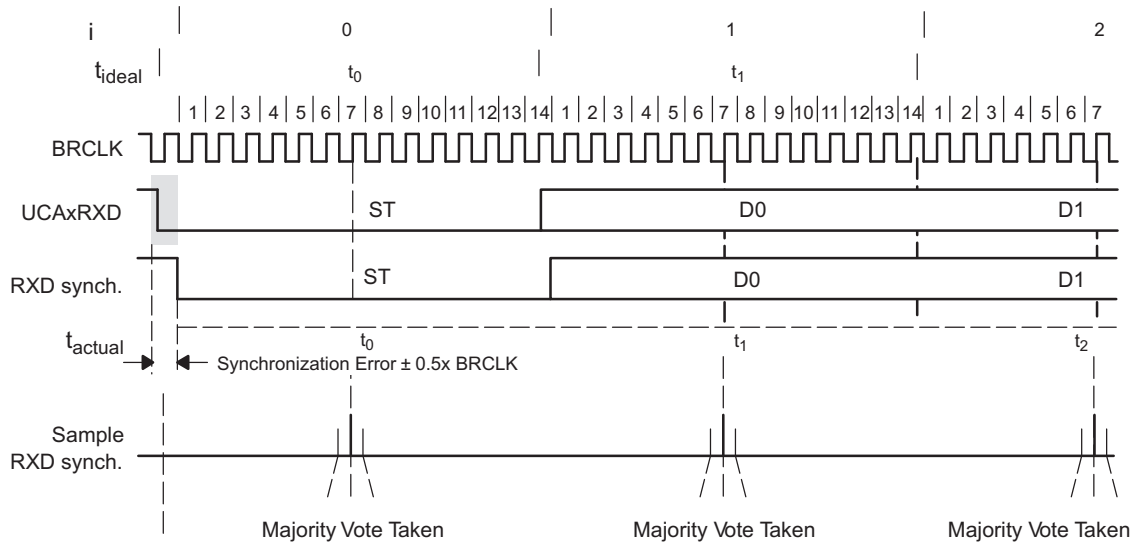 i 0 1 2
t_ideal t₀ t₁
1 2 3 4 5 6 7 8 9 10 11 12 13 14 1 2 3 4 5 6 7 8 9 10 11 12 13 14 1 2 3 4 5 6 7
BRCLK
UCAxRXD ST D0 D1
RXD synch. ST D0 D1
t_actual t₀ t₁ t₂
Synchronization Error ± 0.5x BRCLK
Sample
RXD synch.
Majority Vote Taken Majority Vote Taken Majority Vote Taken